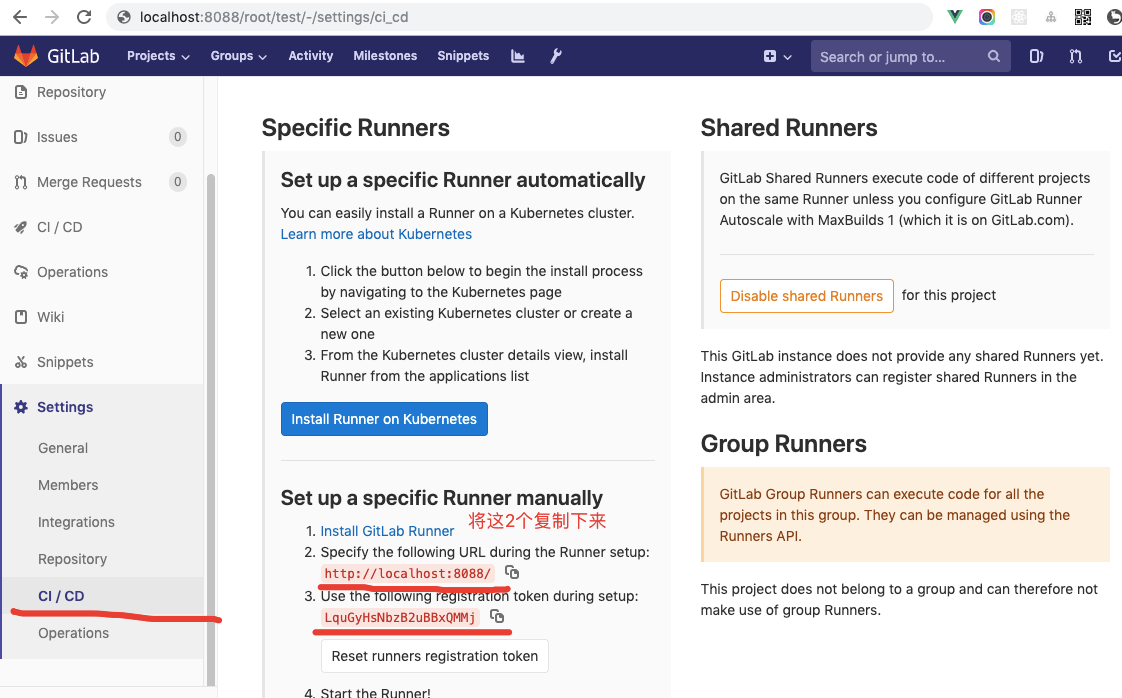 localhost:8088/root/test/-/settings/ci_cd
GitLab
Projects
Groups
Activity
Milestones
Snippets
Search or jump to...
Repository
Issues
0
Merge Requests
0
CI / CD
Operations
Wiki
Snippets
Settings
General
Members
Integrations
Repository
CI / CD
Operations
Specific Runners
Set up a specific Runner automatically
You can easily install a Runner on a Kubernetes cluster.
Learn more about Kubernetes
1. Click the button below to begin the install process
by navigating to the Kubernetes page
2. Select an existing Kubernetes cluster or create a
new one
3. From the Kubernetes cluster details view, install
Runner from the applications list
Install Runner on Kubernetes
Set up a specific Runner manually
将这2个复制下来
1. Install GitLab Runner
2. Specify the following URL during the Runner setup:
http://localhost:8088/
3. Use the following registration token during setup:
LquGyHsNbzB2uBBxQMMj
Reset runners registration token
4. Start the Runner!
Shared Runners
GitLab Shared Runners execute code of different projects
on the same Runner unless you configure GitLab Runner
Autoscale with MaxBuilds 1 (which it is on GitLab.com).
Disable shared Runners for this project
This GitLab instance does not provide any shared Runners yet.
Instance administrators can register shared Runners in the
admin area.
Group Runners
GitLab Group Runners can execute code for all the
projects in this group. They can be managed using the
Runners API.
This project does not belong to a group and can therefore not
make use of group Runners.